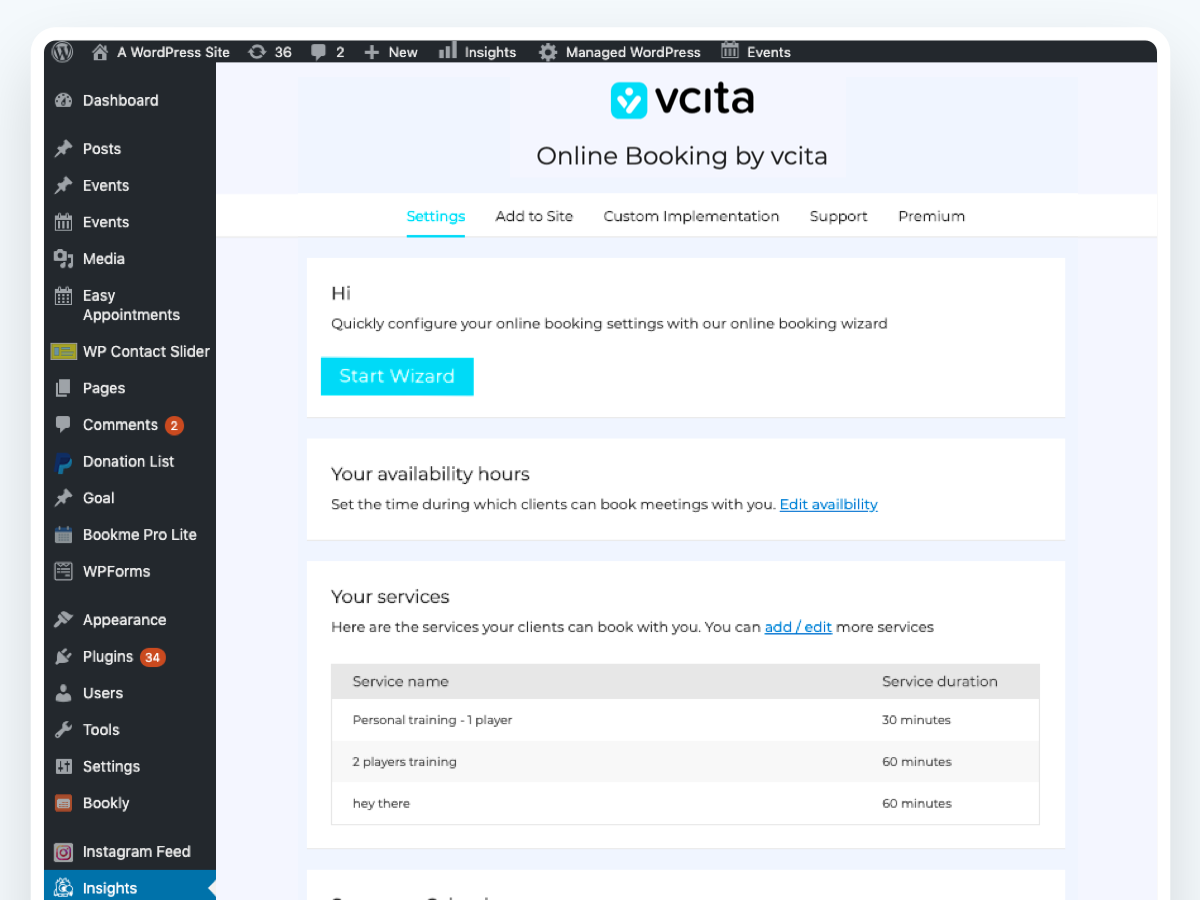 A WordPress Site 36 2 New Insights Managed WordPress Events
Dashboard
Posts
Events
Events
Media
Easy
Appointments
WP Contact Slider
Pages
Comments 2
Donation List
Goal
Bookme Pro Lite
WPForms
Appearance
Plugins 34
Users
Tools
Settings
Bookly
Instagram Feed
Insights
vcita
Online Booking by vcita
Settings Add to Site Custom Implementation Support Premium
Hi
Quickly configure your online booking settings with our online booking wizard
Start Wizard
Your availability hours
Set the time during which clients can book meetings with you. Edit availbility
Your services
Here are the services your clients can book with you. You can add / edit more services
Service name Service duration
Personal training - 1 player 30 minutes
2 players training 60 minutes
hey there 60 minutes